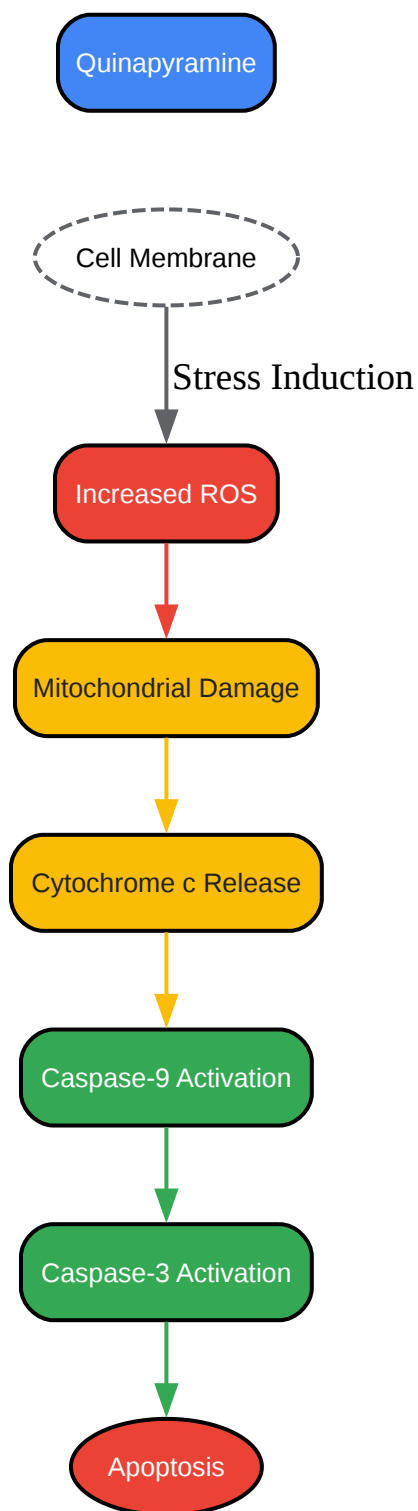 Quinapyramine
Cell Membrane
Stress Induction
Increased ROS
Mitochondrial Damage
Cytochrome c Release
Caspase-9 Activation
Caspase-3 Activation
Apoptosis